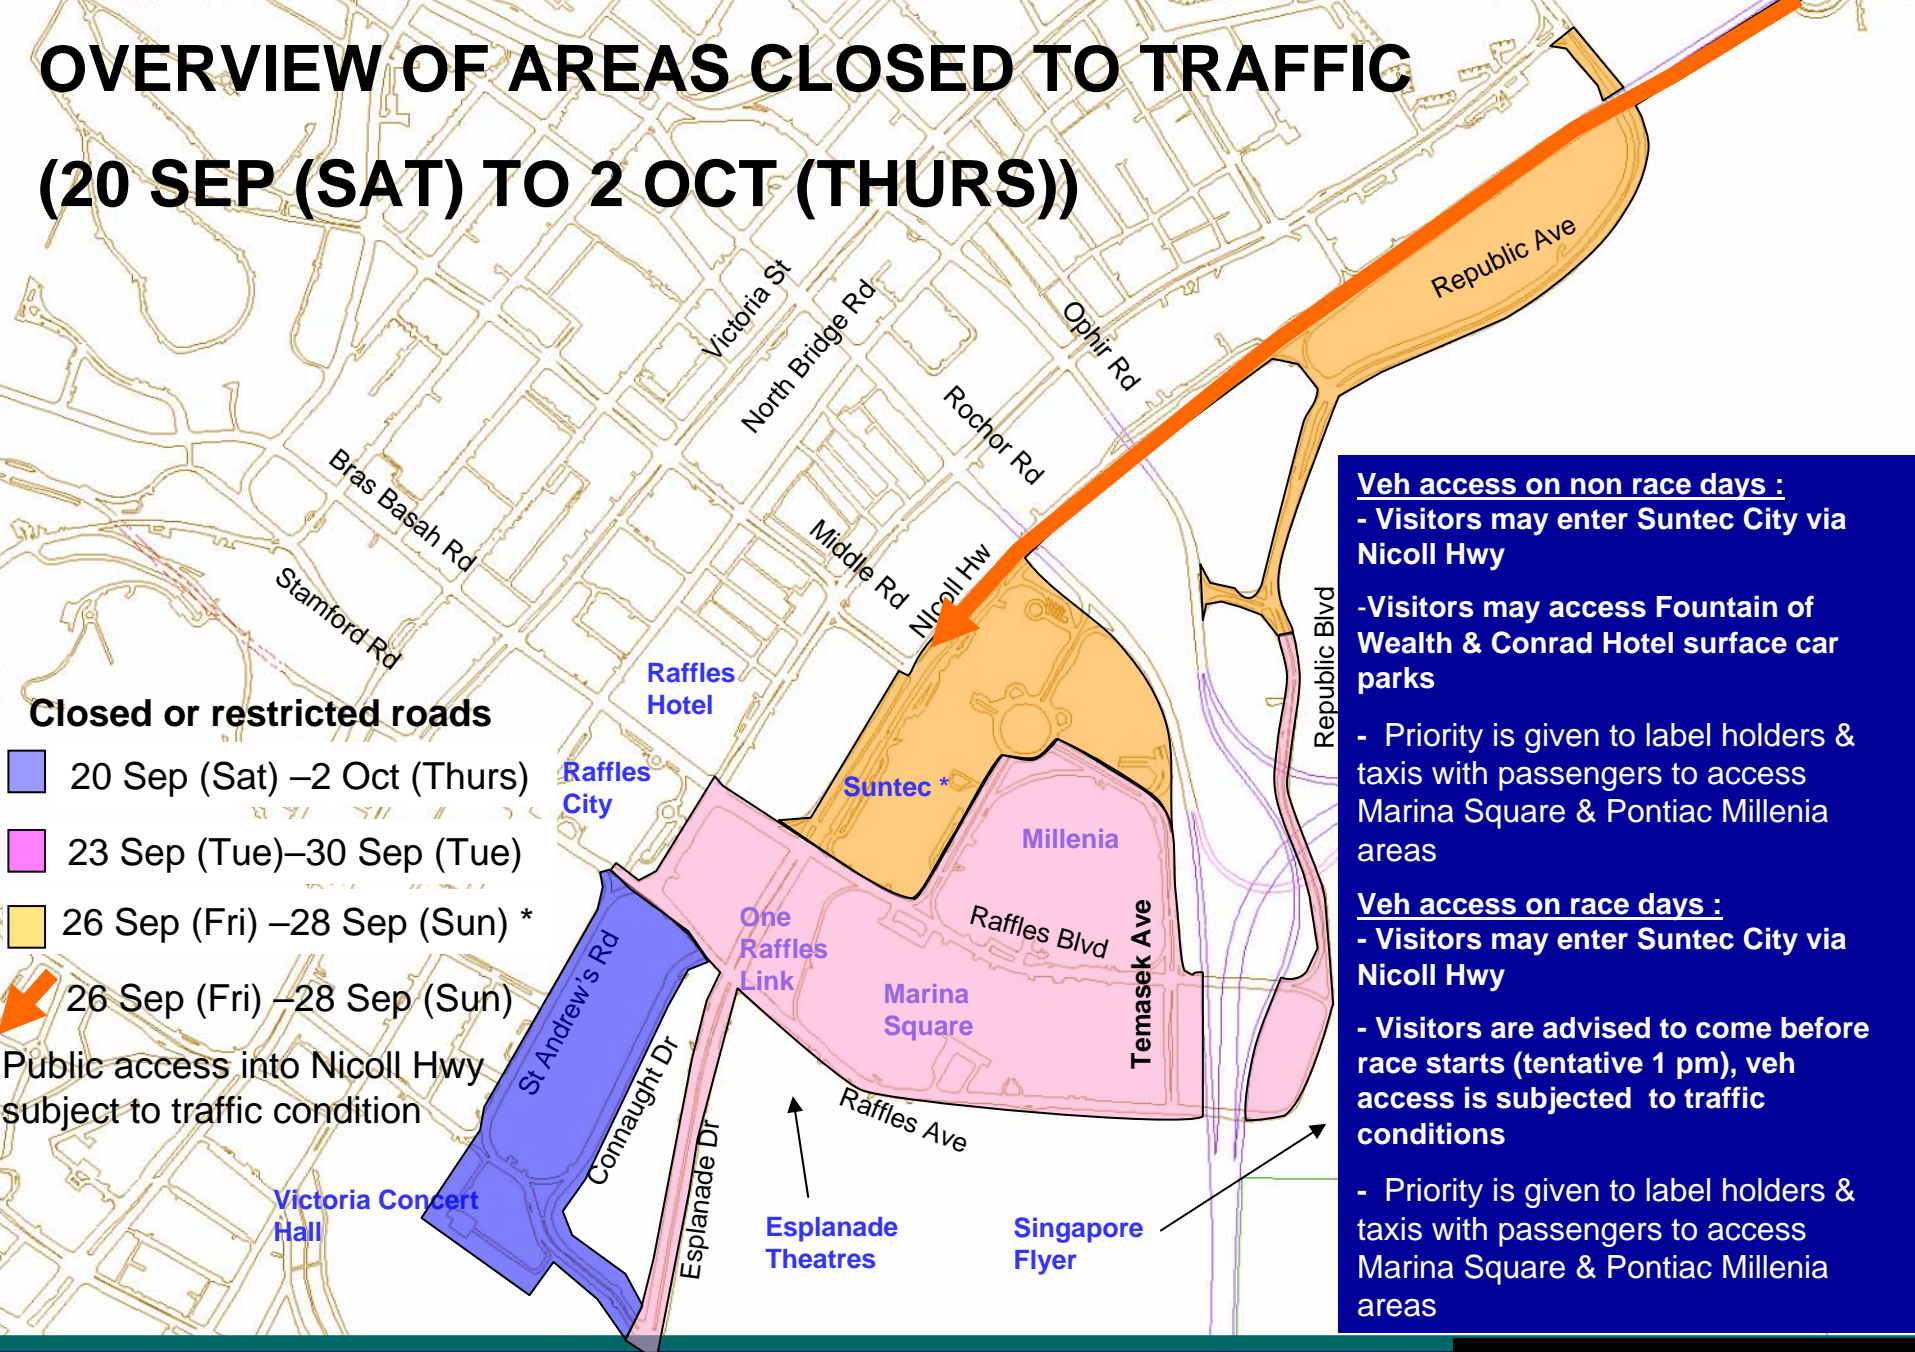 OVERVIEW OF AREAS CLOSED TO TRAFFIC
(20 SEP (SAT) TO 2 OCT (THURS))
Republic Ave
Victoria St
North Bridge Rd
Ophir Rd
Rochor Rd
Bras Basah Rd
Middle Rd
Nicoll Hw
Stamford Rd
Republic Blvd
Raffles
Hotel
Raffles
City
Suntec *
Millenia
One
Raffles
Link
Raffles Blvd
Marina
Square
Temasek Ave
St Andrew's Rd
Connaught Dr
Esplanade Dr
Raffles Ave
Victoria Concert
Hall
Esplanade
Theatres
Singapore
Flyer
Closed or restricted roads
20 Sep (Sat) –2 Oct (Thurs)
23 Sep (Tue)–30 Sep (Tue)
26 Sep (Fri) –28 Sep (Sun) *
26 Sep (Fri) –28 Sep (Sun)
Public access into Nicoll Hwy
subject to traffic condition
Veh access on non race days :
- Visitors may enter Suntec City via
Nicoll Hwy
-Visitors may access Fountain of
Wealth & Conrad Hotel surface car
parks
- Priority is given to label holders &
taxis with passengers to access
Marina Square & Pontiac Millenia
areas
Veh access on race days :
- Visitors may enter Suntec City via
Nicoll Hwy
- Visitors are advised to come before
race starts (tentative 1 pm), veh
access is subjected to traffic
conditions
- Priority is given to label holders &
taxis with passengers to access
Marina Square & Pontiac Millenia
areas